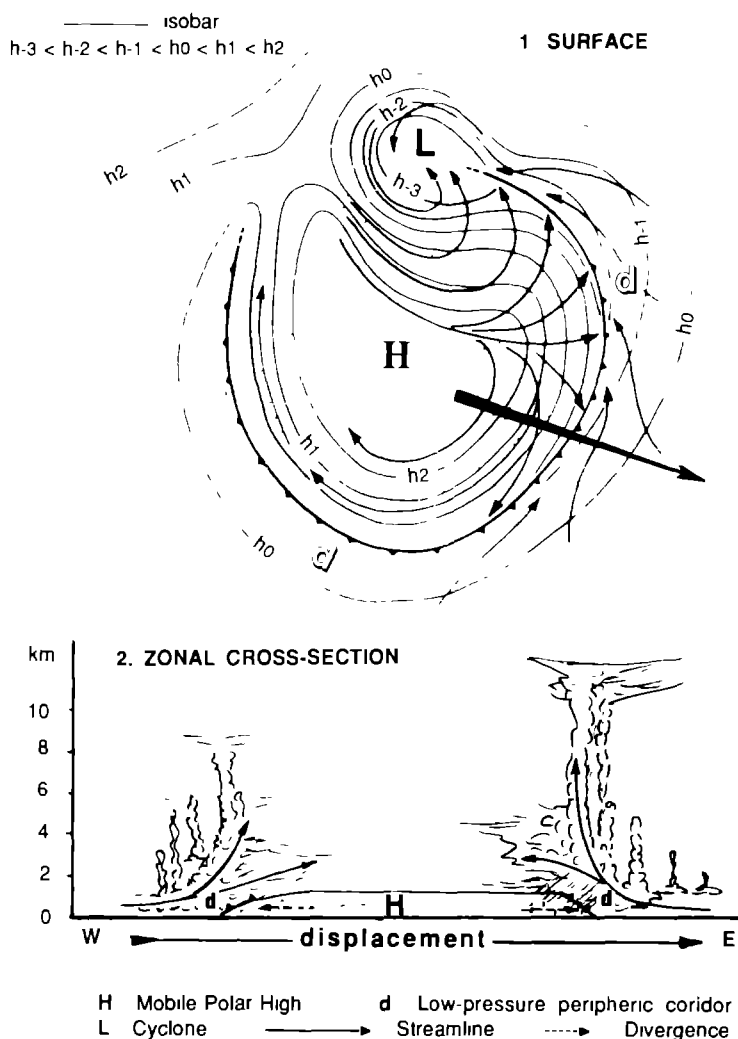 isobar
h-3 < h-2 < h-1 < h0 < h1 < h2
1 SURFACE
h0
h-2
L
h2
h1
h-3
h-1
d
h0
H
h1
h2
h0
d
km
2. ZONAL CROSS-SECTION
10
8
6
4
2
0
d
H
d
W
displacement
E
H Mobile Polar High d Low-pressure peripheric coridor
L Cyclone Streamline Divergence